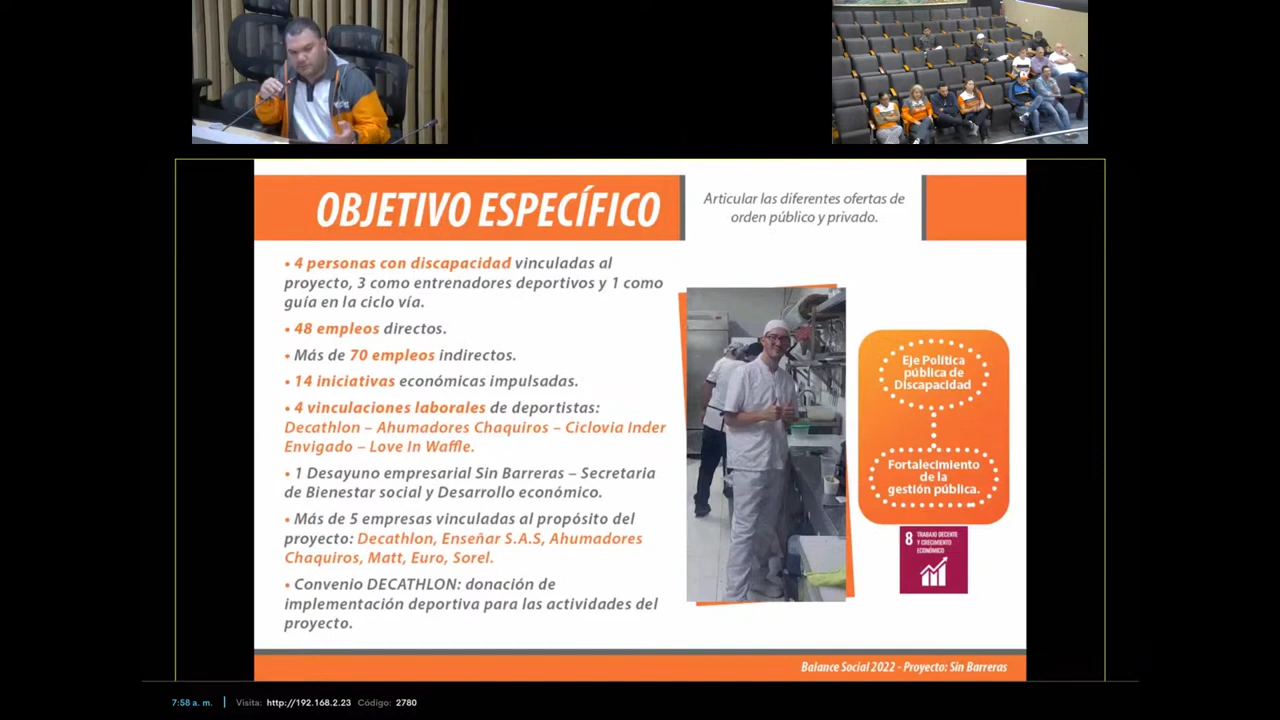 OBJETIVO ESPECÍFICO
Articular las diferentes ofertas de
orden público y privado.
• 4 personas con discapacidad vinculadas al
proyecto, 3 como entrenadores deportivos y 1 como
guía en la ciclo vía.
• 48 empleos directos.
• Más de 70 empleos indirectos.
• 14 iniciativas económicas impulsadas.
• 4 vinculaciones laborales de deportistas:
Decathlon – Ahumadores Chaquiros – Ciclovia Inder
Envigado – Love In Waffle.
• 1 Desayuno empresarial Sin Barreras – Secretaria
de Bienestar social y Desarrollo económico.
• Más de 5 empresas vinculadas al propósito del
proyecto: Decathlon, Enseñar S.A.S, Ahumadores
Chaquiros, Matt, Euro, Sorel.
• Convenio DECATHLON: donación de
implementación deportiva para las actividades del
proyecto.
Eje Política
pública de
Discapacidad
Fortalecimiento
de la
gestión pública.
8 TRABAJO DECENTE
Y CRECIMIENTO
ECONÓMICO
Balance Social 2022 - Proyecto: Sin Barreras
7:58 a. m. | Visita: http://192.168.2.23 Código: 2780